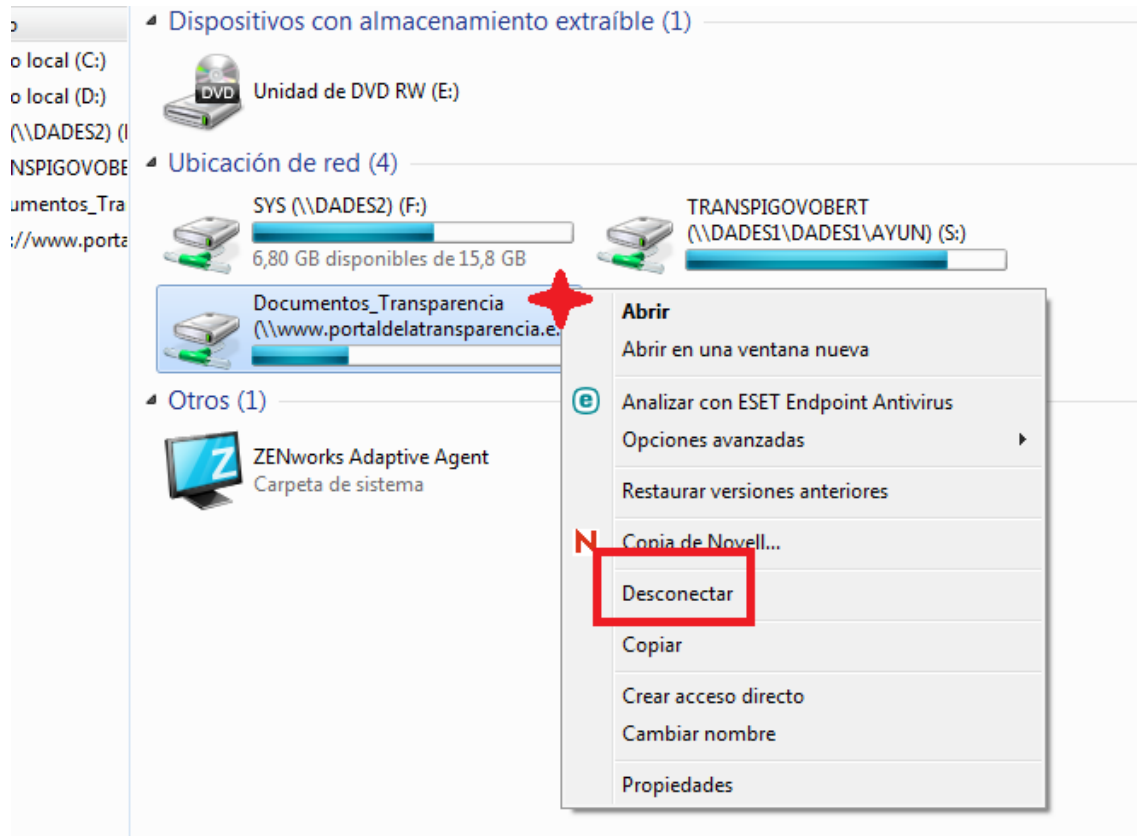 o
o local (C:)
o local (D:)
(\\DADES2) (
NSPIGOVOBE
umentos_Tra
://www.porta
Dispositivos con almacenamiento extraíble (1)
DVD
Unidad de DVD RW (E:)
Ubicación de red (4)
SYS (\\DADES2) (F:)
6,80 GB disponibles de 15,8 GB
TRANSPIGOVOBERT
(\\DADES1\DADES1\AYUN) (S:)
Documentos_Transparencia
(\\www.portaldelatransparencia.e.
Otros (1)
Z
ZENworks Adaptive Agent
Carpeta de sistema
Abrir
Abrir en una ventana nueva
e
Analizar con ESET Endpoint Antivirus
Opciones avanzadas
Restaurar versiones anteriores
N
Copia de Novell...
Desconectar
Copiar
Crear acceso directo
Cambiar nombre
Propiedades